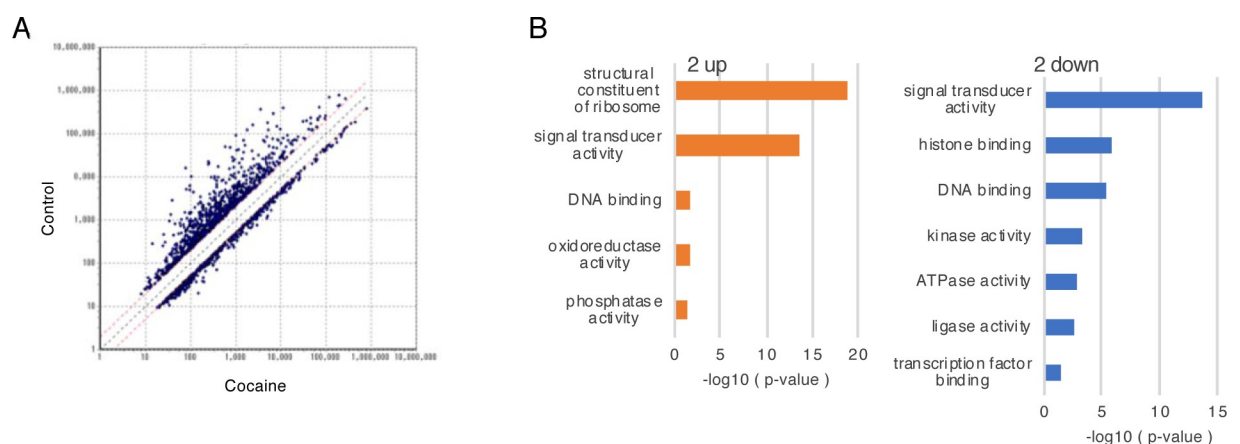 A
10,000,000
1,000,000
100,000
0,000
1,000
100
10
1
Control
1
10
100
1,000
10,000
100,000
1,000,000
10,000,000
Cocaine
B
2 up
structural
constituent
of ribosome
signal transducer
activity
DNA binding
oxidoreductase
activity
phosphatase
activity
0 5 10 15 20
-log10 ( p-value )
2 down
signal transducer
activity
histone binding
DNA binding
kinase activity
ATPase activity
ligase activity
transcription factor
binding
0 5 10 15
-log10 ( p-value )